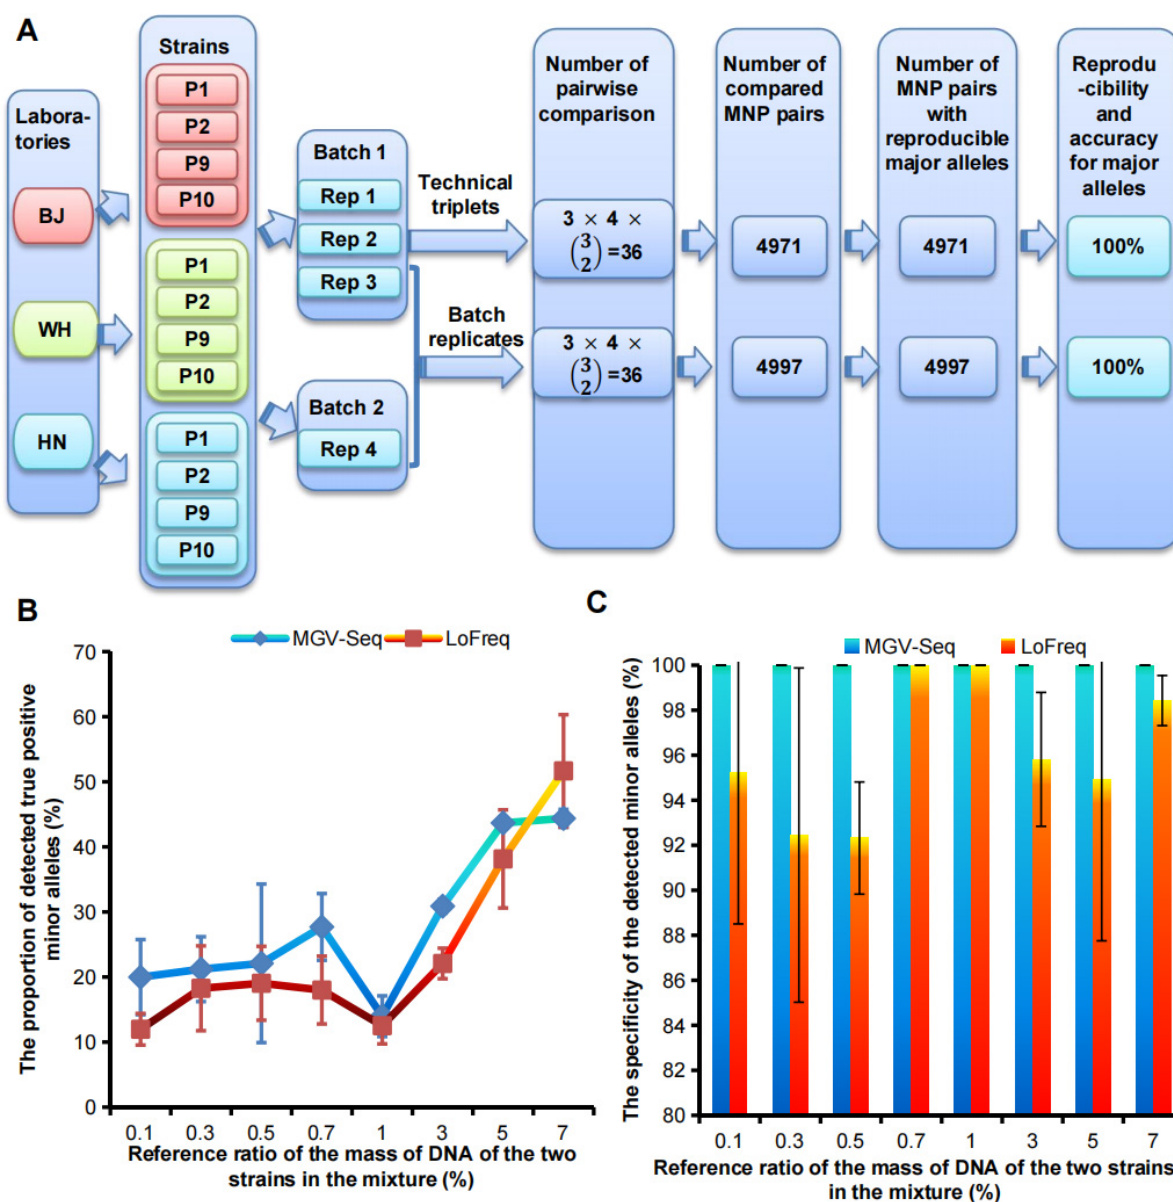 A
Labora-
tories
BJ
WH
HN
Strains
P1
P2
P9
P10
P1
P2
P9
P10
P1
P2
P9
P10
Batch 1
Rep 1
Rep 2
Rep 3
Batch 2
Rep 4
Technical
triplets
Batch
replicates
Number of
pairwise
comparison
3 × 4 ×
(3 2) =36
3 × 4 ×
(3 2) =36
Number of
compared
MNP pairs
4971
4997
Number of
MNP pairs
with
reproducible
major alleles
4971
4997
Reprodu
-cibility
and
accuracy
for major
alleles
100%
100%
B
MGV-Seq LoFreq
The proportion of detected true positive
minor alleles (%)
70
60
50
40
30
20
10
0
0.1 0.3 0.5 0.7 1 3 5 7
Reference ratio of the mass of DNA of the two
strains in the mixture (%)
C
MGV-Seq LoFreq
The specificity of the detected minor alleles (%)
100
98
96
94
92
90
88
86
84
82
80
0.1 0.3 0.5 0.7 1 3 5 7
Reference ratio of the mass of DNA of the two strains
in the mixture (%)